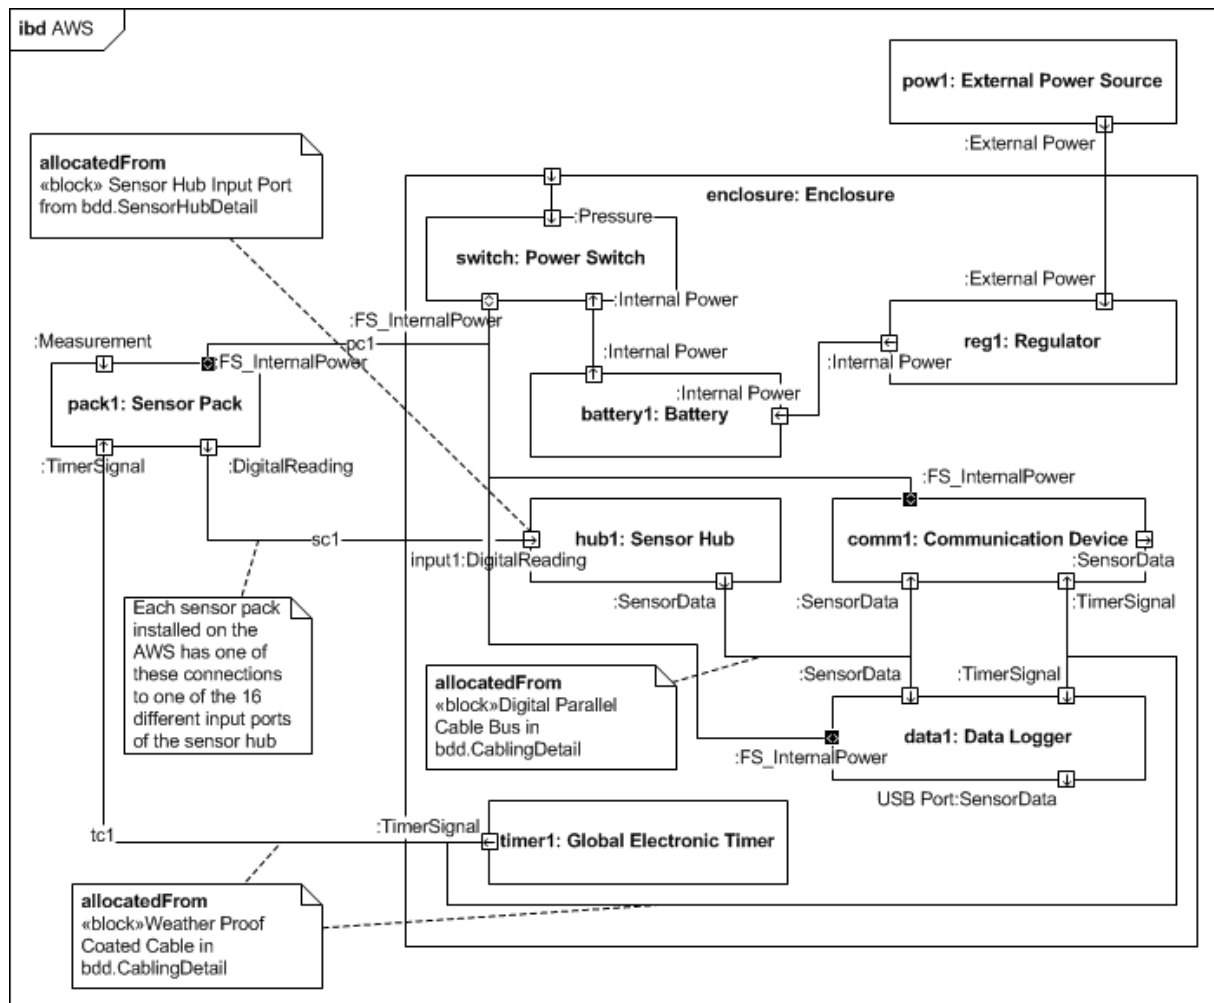 ibd AWS
pow1: External Power Source
:External Power
allocatedFrom
«block» Sensor Hub Input Port
from bdd.SensorHubDetail
enclosure: Enclosure
:Pressure
switch: Power Switch
:External Power
:Internal Power
:FS_InternalPower
pc1
:Measurement
:FS_InternalPower
reg1: Regulator
:Internal Power
:Internal Power
:Internal Power
pack1: Sensor Pack
battery1: Battery
:TimerSignal
:DigitalReading
:FS_InternalPower
sc1
hub1: Sensor Hub
comm1: Communication Device
input1:DigitalReading
:SensorData
:SensorData
:SensorData
:TimerSignal
Each sensor pack
installed on the
AWS has one of
these connections
to one of the 16
different input ports
of the sensor hub
allocatedFrom
«block»Digital Parallel
Cable Bus in
bdd.CablingDetail
:SensorData
:TimerSignal
data1: Data Logger
:FS_InternalPower
USB Port:SensorData
tc1
:TimerSignal
timer1: Global Electronic Timer
allocatedFrom
«block»Weather Proof
Coated Cable in
bdd.CablingDetail